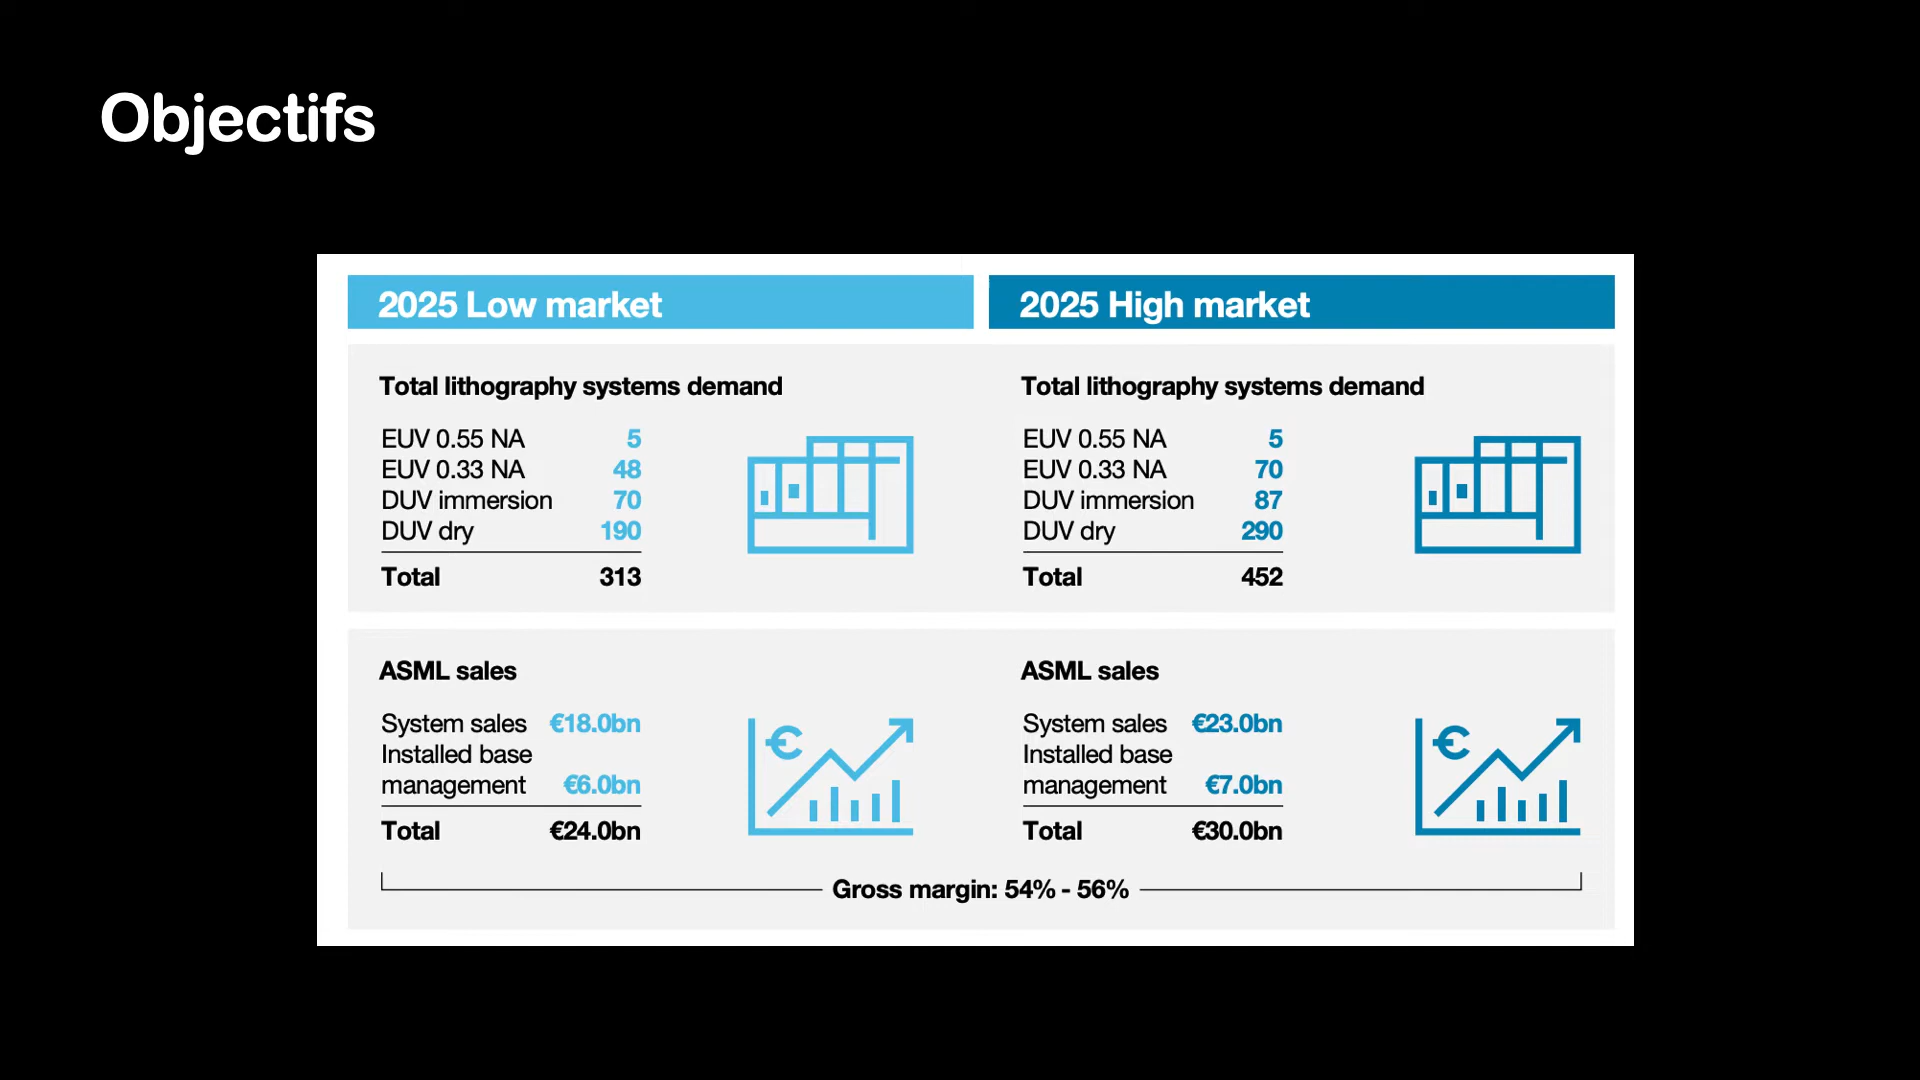 Objectifs
2025 Low market
Total lithography systems demand
EUV 0.55 NA 5
EUV 0.33 NA 48
DUV immersion 70
DUV dry 190
Total 313
ASML sales
System sales €18.0bn
Installed base
management €6.0bn
Total €24.0bn
2025 High market
Total lithography systems demand
EUV 0.55 NA 5
EUV 0.33 NA 70
DUV immersion 87
DUV dry 290
Total 452
ASML sales
System sales €23.0bn
Installed base
management €7.0bn
Total €30.0bn
€
€
Gross margin: 54% - 56%